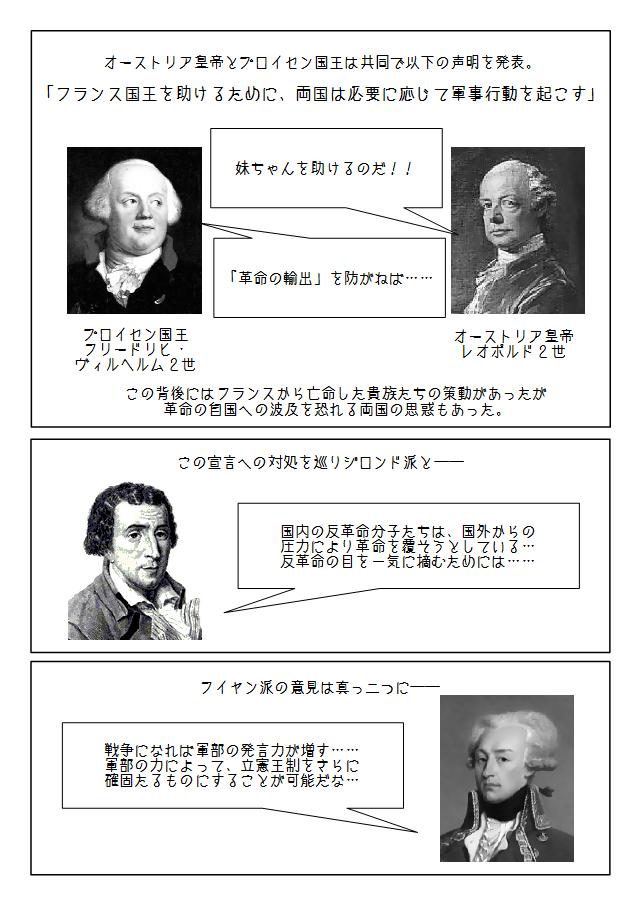 オーストリア皇帝とプロイセン国王は共同で以下の声明を発表。
「フランス国王を助けるために、両国は必要に応じて軍事行動を起こす」
妹ちゃんを助けるのだ！！
「革命の輸出」を防がねば……
プロイセン国王
フリードリヒ・
ヴィルヘルム２世
オーストリア皇帝
レオポルド２世
この背後にはフランスから亡命した貴族たちの策動があったが
革命の自国への波及を恐れる両国の思惑もあった。
この宣言への対処を巡りジロンド派と――
国内の反革命分子たちは、国外からの
圧力により革命を覆そうとしている…
反革命の目を一気に摘むためには……
フイヤン派の意見は真っ二つに――
戦争になれば軍部の発言力が増す……
軍部の力によって、立憲王制をさらに
確固たるものにすることが可能だな…